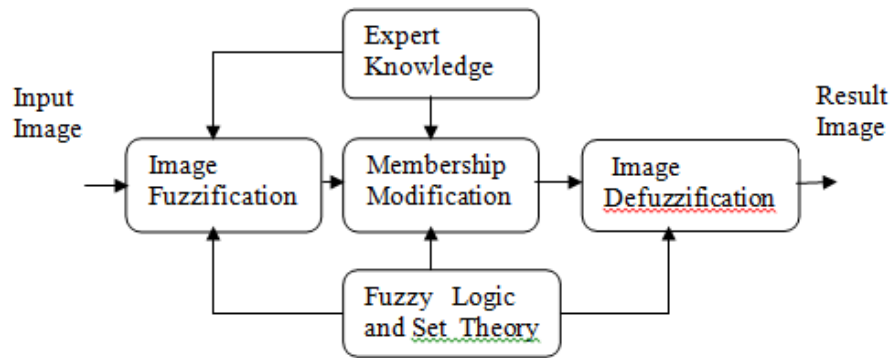 Expert
Knowledge
Input
Image
Result
Image
Image
Fuzzification
Membership
Modification
Image
Defuzzification
Fuzzy Logic
and Set Theory